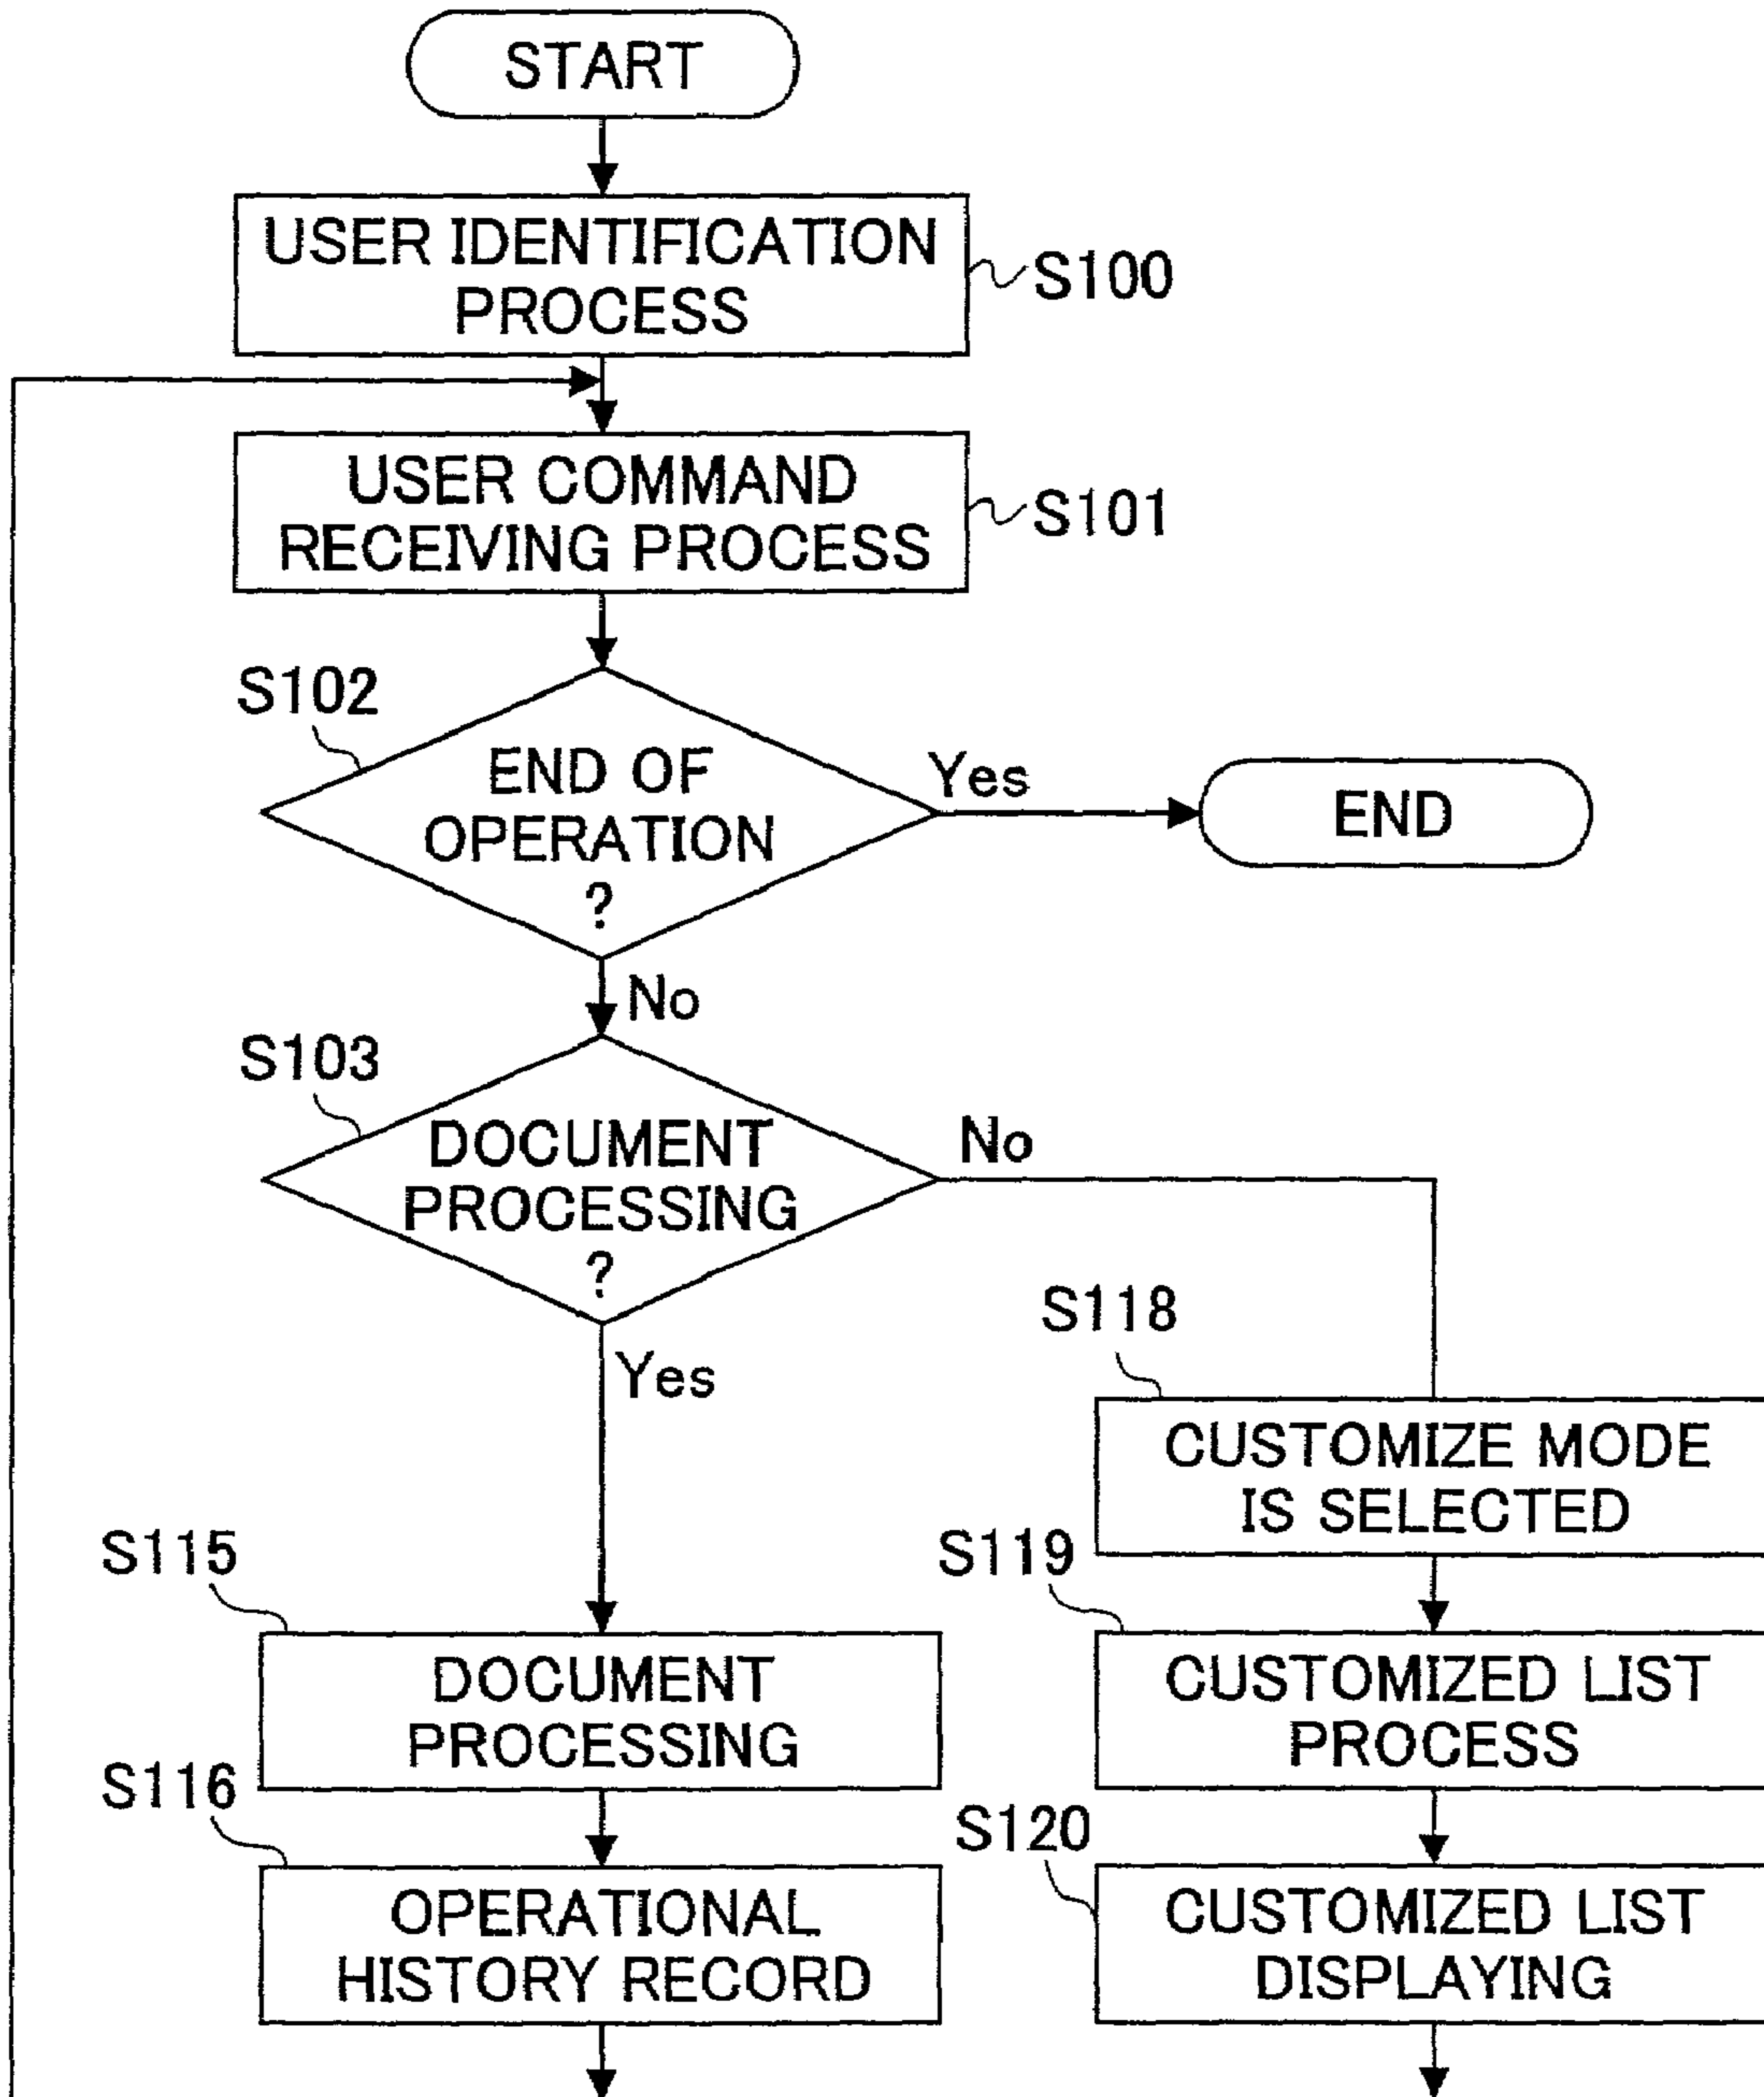 START
USER IDENTIFICATION
PROCESS
S100
USER COMMAND
RECEIVING PROCESS
S101
S102
END OF
OPERATION
?
Yes
END
No
S103
DOCUMENT
PROCESSING
?
No
Yes
S118
CUSTOMIZE MODE
IS SELECTED
S115
DOCUMENT
PROCESSING
S119
CUSTOMIZED LIST
PROCESS
S116
OPERATIONAL
HISTORY RECORD
S120
CUSTOMIZED LIST
DISPLAYING